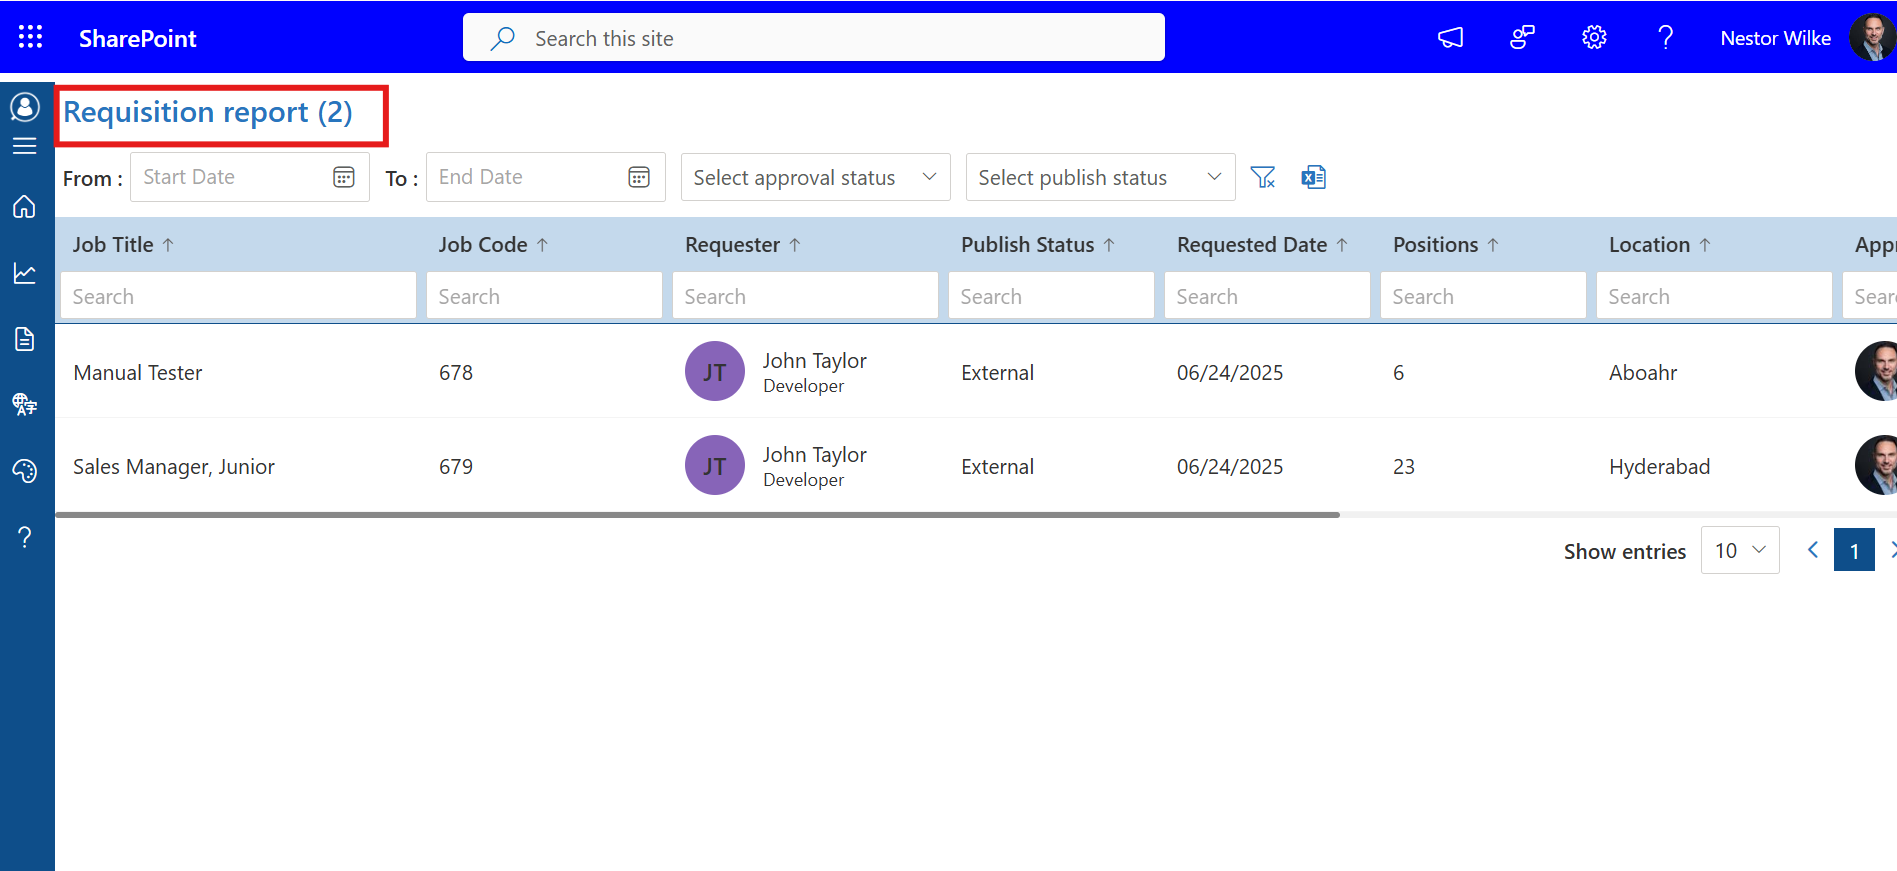 SharePoint
Search this site
Nestor Wilke
Requisition report (2)
From :
Start Date
To :
End Date
Select approval status
Select publish status
Job Title
Job Code
Requester
Publish Status
Requested Date
Positions
Location
Search
Search
Search
Search
Search
Search
Search
Manual Tester
678
JT
John Taylor
Developer
External
06/24/2025
6
Aboahr
Sales Manager, Junior
679
JT
John Taylor
Developer
External
06/24/2025
23
Hyderabad
Show entries
10
1